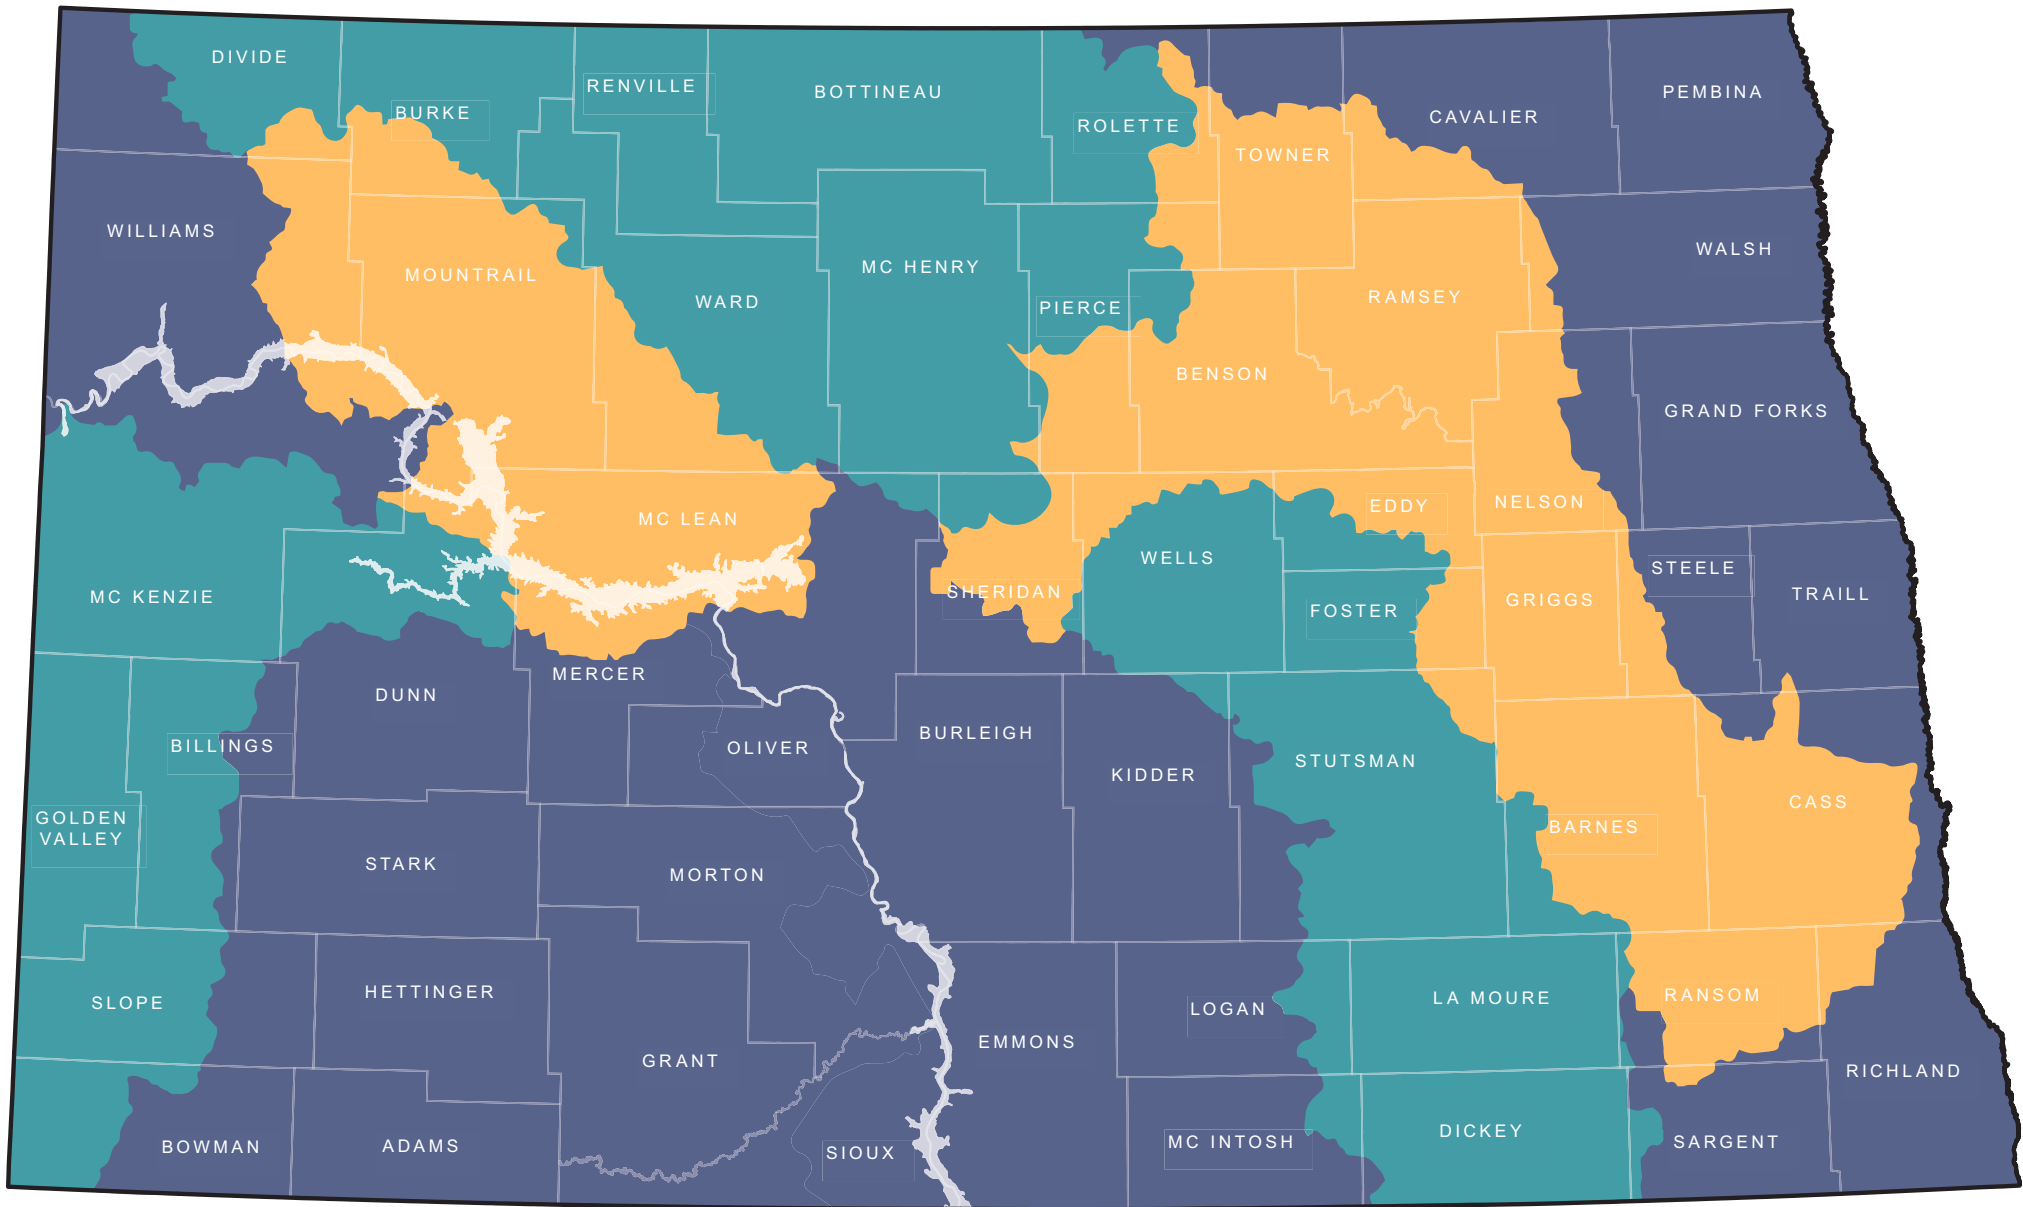 DIVIDE
BURKE
RENVILLE
BOTTINEAU
ROLETTE
TOWNER
CAVALIER
PEMBINA
WILLIAMS
MOUNTRAIL
WARD
MC HENRY
PIERCE
BENSON
RAMSEY
WALSH
GRAND FORKS
MC KENZIE
MC LEAN
SHERIDAN
WELLS
EDDY
FOSTER
NELSON
GRIGGS
STEELE
TRAILL
DUNN
MERCER
OLIVER
BILLINGS
GOLDEN
VALLEY
STARK
MORTON
BURLEIGH
KIDDER
STUTSMAN
BARNES
CASS
SLOPE
HETTINGER
GRANT
EMMONS
LOGAN
LA MOURE
RANSOM
RICHLAND
BOWMAN
ADAMS
SIOUX
MC INTOSH
DICKEY
SARGENT